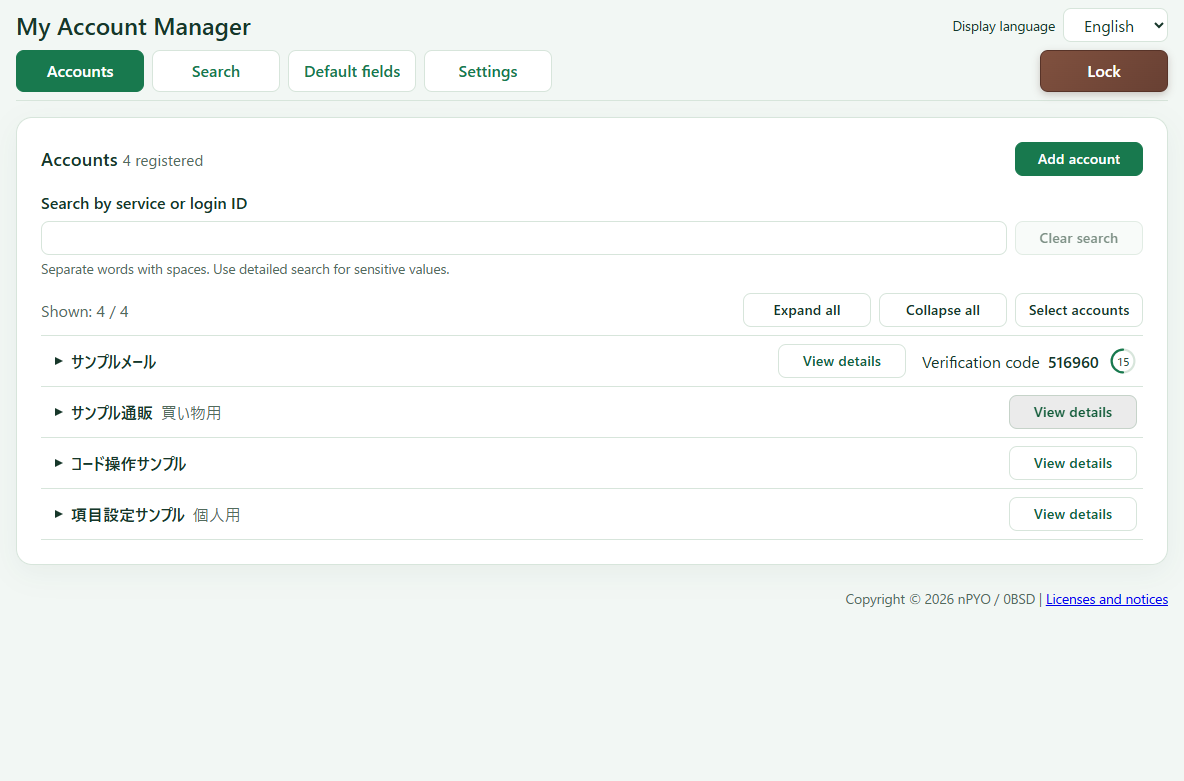 My Account Manager
Display language English
Accounts Search Default fields Settings Lock
Accounts 4 registered Add account
Search by service or login ID
Clear search
Separate words with spaces. Use detailed search for sensitive values.
Shown: 4 / 4 Expand all Collapse all Select accounts
サンプルメール View details Verification code 516960 15
サンプル通販 買い物用 View details
コード操作サンプル View details
項目設定サンプル 個人用 View details
Copyright © 2026 nPYO / 0BSD | Licenses and notices